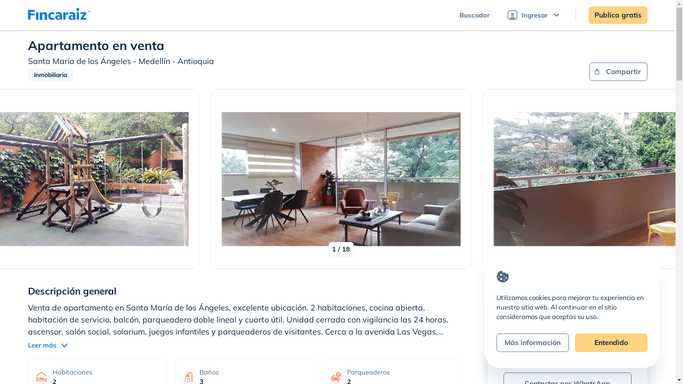 Fincaraiz
Buscador
Ingresar
Publica gratis
Apartamento en venta
Santa María de los Ángeles - Medellín - Antioquia
Inmobiliaria
Compartir
1 / 18
Descripción general
Venta de apartamento en Santa María de los Ángeles, excelente ubicación. 2 habitaciones, cocina abierta,
habitación de servicio, balcón, parqueadero doble lineal y cuarto útil. Unidad cerrada con vigilancia las 24 horas,
ascensor, salón social, solarium, juegos infantiles y parqueaderos de visitantes. Cerca a la avenida Las Vegas,...
Leer más
Habitaciones
2
Baños
3
Parqueaderos
2
Utilizamos cookies para mejorar tu experiencia en
nuestro sitio web. Al continuar en el sitio
consideramos que aceptas su uso.
Más información
Entendido
Contactar por WhatsApp